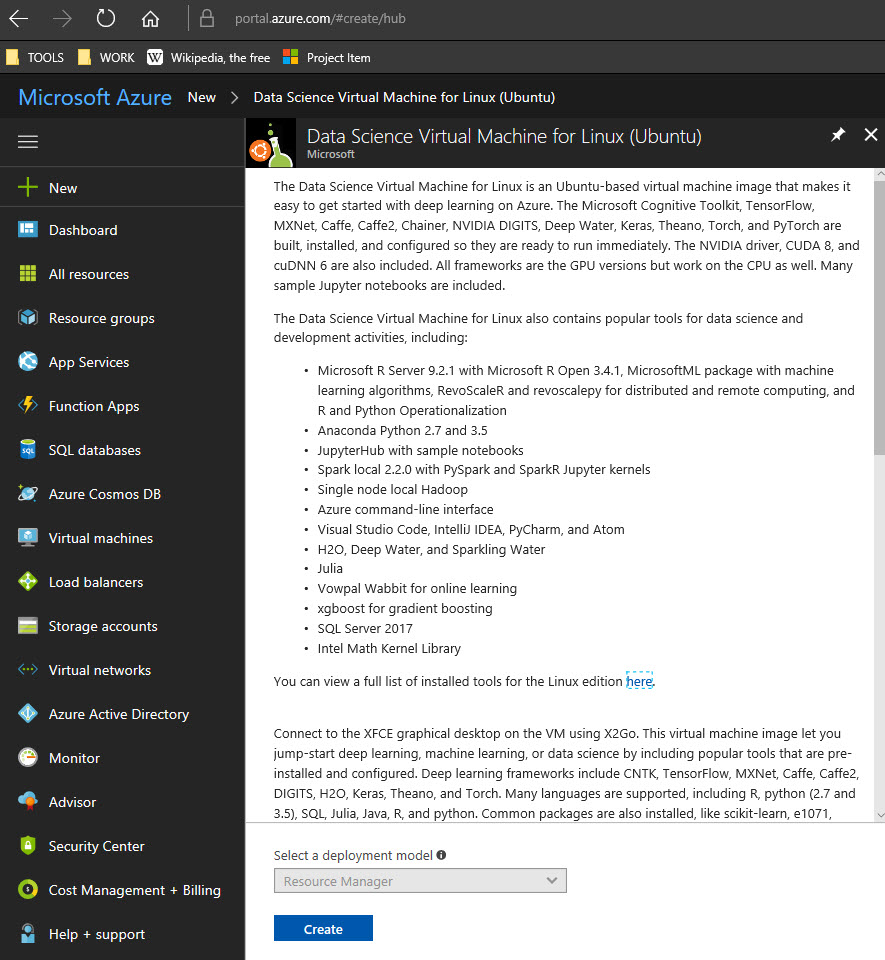 portal.azure.com/#create/hub
TOOLS WORK W Wikipedia, the free Project Item
Microsoft Azure New > Data Science Virtual Machine for Linux (Ubuntu)
Data Science Virtual Machine for Linux (Ubuntu)
Microsoft
New
Dashboard
All resources
Resource groups
App Services
Function Apps
SQL
SQL databases
Azure Cosmos DB
Virtual machines
Load balancers
Storage accounts
Virtual networks
Azure Active Directory
Monitor
Advisor
Security Center
Cost Management + Billing
Help + support
The Data Science Virtual Machine for Linux is an Ubuntu-based virtual machine image that makes it
easy to get started with deep learning on Azure. The Microsoft Cognitive Toolkit, TensorFlow,
MXNet, Caffe, Caffe2, Chainer, NVIDIA DIGITS, Deep Water, Keras, Theano, Torch, and PyTorch are
built, installed, and configured so they are ready to run immediately. The NVIDIA driver, CUDA 8, and
cuDNN 6 are also included. All frameworks are the GPU versions but work on the CPU as well. Many
sample Jupyter notebooks are included.
The Data Science Virtual Machine for Linux also contains popular tools for data science and
development activities, including:
• Microsoft R Server 9.2.1 with Microsoft R Open 3.4.1, MicrosoftML package with machine
learning algorithms, RevoScaleR and revoscalepy for distributed and remote computing, and
R and Python Operationalization
• Anaconda Python 2.7 and 3.5
• JupyterHub with sample notebooks
• Spark local 2.2.0 with PySpark and SparkR Jupyter kernels
• Single node local Hadoop
• Azure command-line interface
• Visual Studio Code, IntelliJ IDEA, PyCharm, and Atom
• H2O, Deep Water, and Sparkling Water
• Julia
• Vowpal Wabbit for online learning
• xgboost for gradient boosting
• SQL Server 2017
• Intel Math Kernel Library
You can view a full list of installed tools for the Linux edition here.
Connect to the XFCE graphical desktop on the VM using X2Go. This virtual machine image let you
jump-start deep learning, machine learning, or data science by including popular tools that are pre-
installed and configured. Deep learning frameworks include CNTK, TensorFlow, MXNet, Caffe, Caffe2,
DIGITS, H2O, Keras, Theano, and Torch. Many languages are supported, including R, python (2.7 and
3.5), SQL, Julia, Java, R, and python. Common packages are also installed, like scikit-learn, e1071,
Select a deployment model
Resource Manager
Create